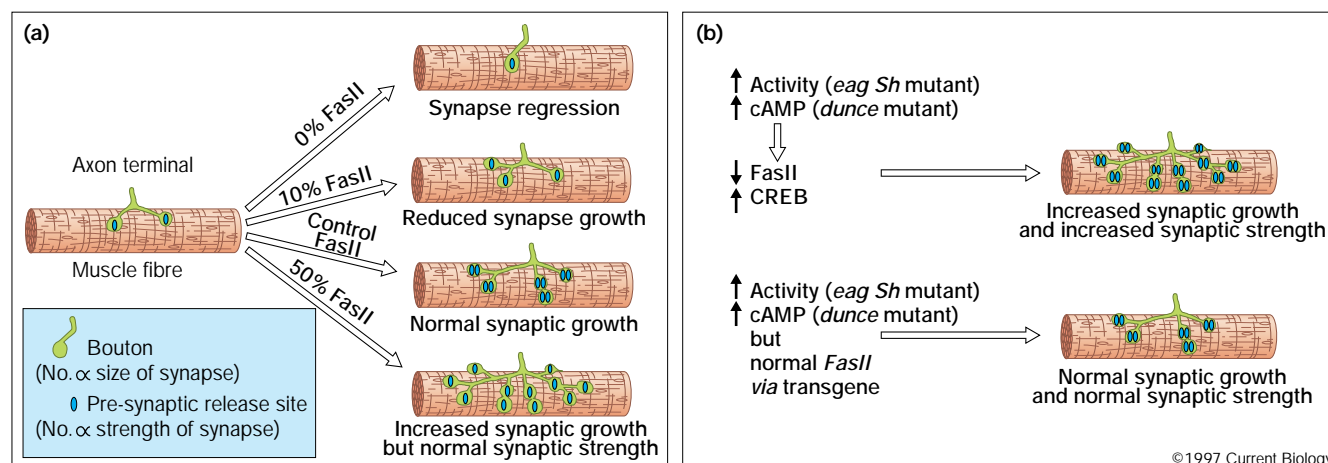 (a)
0% FasII
Synapse regression
Axon terminal
10% FasII
Reduced synapse growth
Control
FasII
Muscle fibre
50% FasII
Normal synaptic growth
Bouton
(No. ∝ size of synapse)
Pre-synaptic release site
(No. ∝ strength of synapse)
Increased synaptic growth
but normal synaptic strength
(b)
Activity (eag Sh mutant)
cAMP (dunce mutant)
FasII
CREB
Increased synaptic growth
and increased synaptic strength
Activity (eag Sh mutant)
cAMP (dunce mutant)
but
normal FasII
via transgene
Normal synaptic growth
and normal synaptic strength
©1997 Current Biology